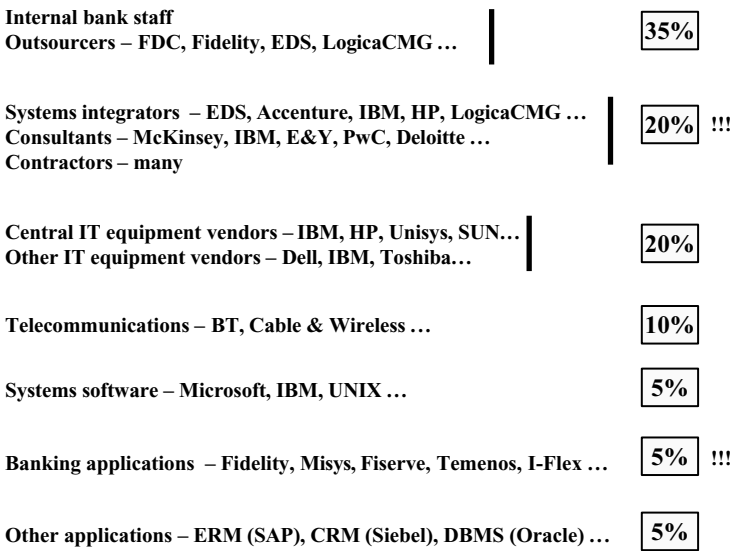 Internal bank staff
Outsourcers – FDC, Fidelity, EDS, LogicaCMG …
35%
Systems integrators – EDS, Accenture, IBM, HP, LogicaCMG …
Consultants – McKinsey, IBM, E&Y, PwC, Deloitte …
Contractors – many
20% !!!
Central IT equipment vendors – IBM, HP, Unisys, SUN…
Other IT equipment vendors – Dell, IBM, Toshiba…
20%
Telecommunications – BT, Cable & Wireless …
10%
Systems software – Microsoft, IBM, UNIX …
5%
Banking applications – Fidelity, Misys, Fiserve, Temenos, I-Flex …
5% !!!
Other applications – ERM (SAP), CRM (Siebel), DBMS (Oracle) …
5%